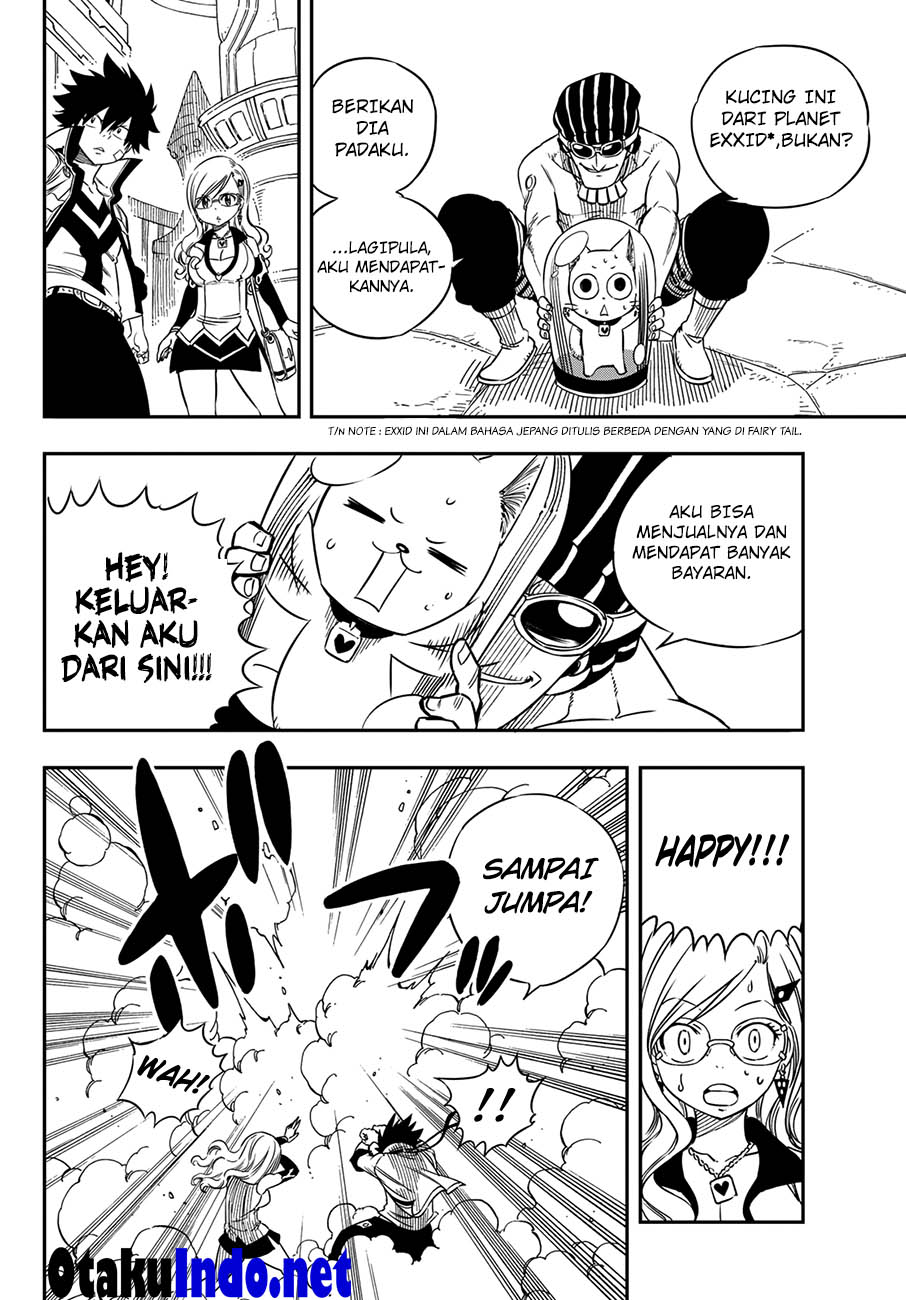 KUCING INI
DARI PLANET
EXXID*,BUKAN?
BERIKAN
DIA
PADAKU.
...LAGIPULA,
AKU MENDAPAT-
KANNYA.
T/N NOTE : EXXID INI DALAM BAHASA JEPANG DITULIS BERBEDA DENGAN YANG DI FAIRY TAIL.
AKU BISA
MENJUALNYA DAN
MENDAPAT BANYAK
BAYARAN.
HEY!
KELUAR-
KAN AKU
DARI SINI!!!
HAPPY!!!
SAMPAI
JUMPA!
ボフ
WAH!
!!
OtakuIndo.net